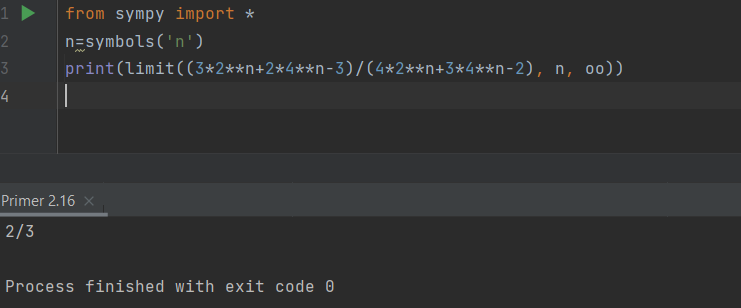 1 from sympy import *
2 n=symbols('n')
3 print(limit((3*2**n+2*4**n-3)/(4*2**n+3*4**n-2), n, oo))
4
Primer 2.16 ×
2/3
Process finished with exit code 0